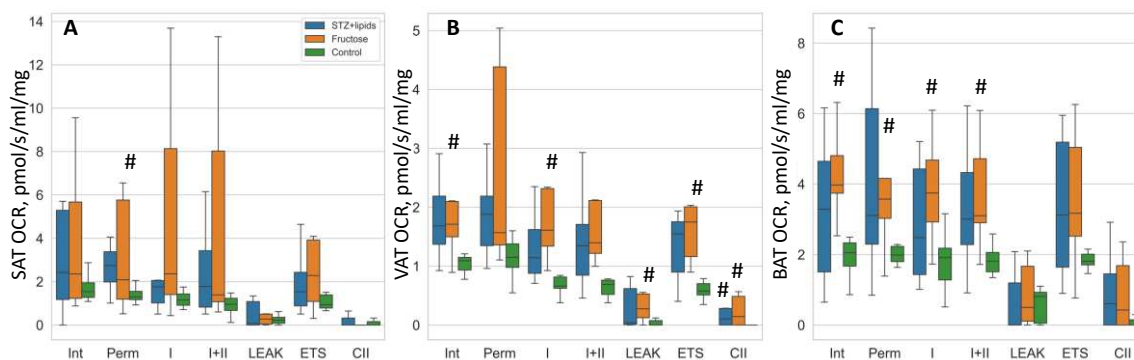 A
STZ+lipids
Fructose
Control
SAT OCR, pmol/s/ml/mg
14
12
10
8
6
4
2
0
#
Int Perm I I+II LEAK ETS CII
B
VAT OCR, pmol/s/ml/mg
5
4
3
2
1
0
# # # # # #
Int Perm I I+II LEAK ETS CII
C
BAT OCR, pmol/s/ml/mg
8
6
4
2
0
# # # #
Int Perm I I+II LEAK ETS CII